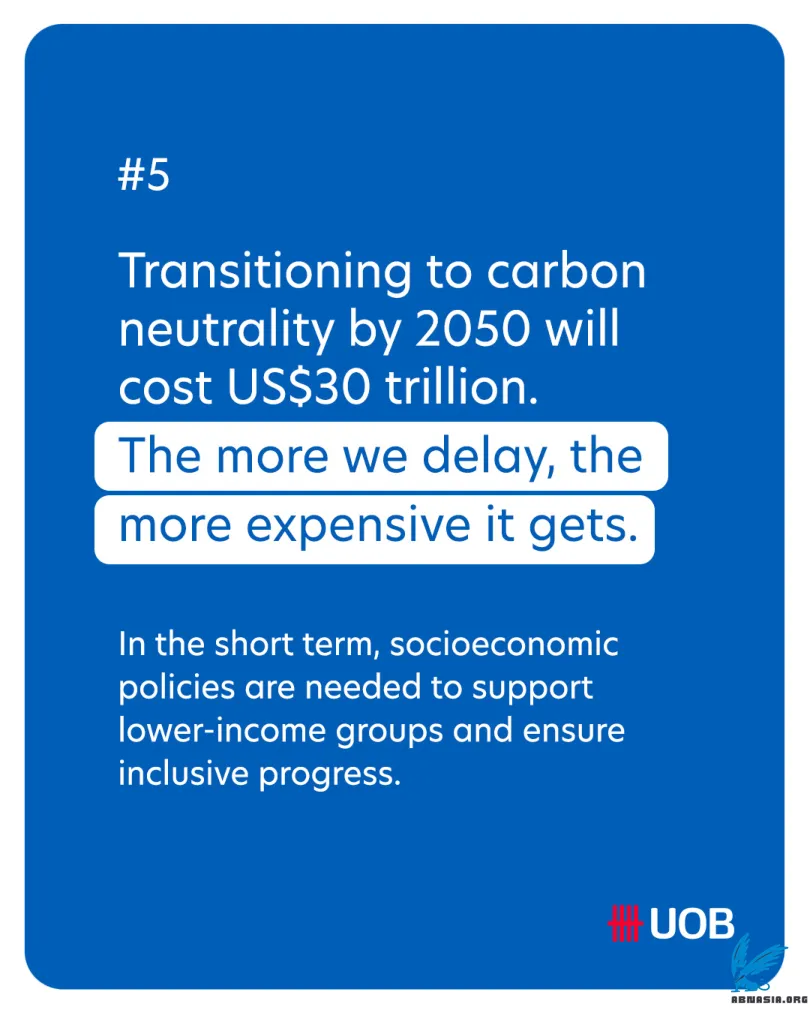 #5
Transitioning to carbon
neutrality by 2050 will
cost US$30 trillion.
The more we delay, the
more expensive it gets.
In the short term, socioeconomic
policies are needed to support
lower-income groups and ensure
inclusive progress.
UOB
ABNASIA.ORG